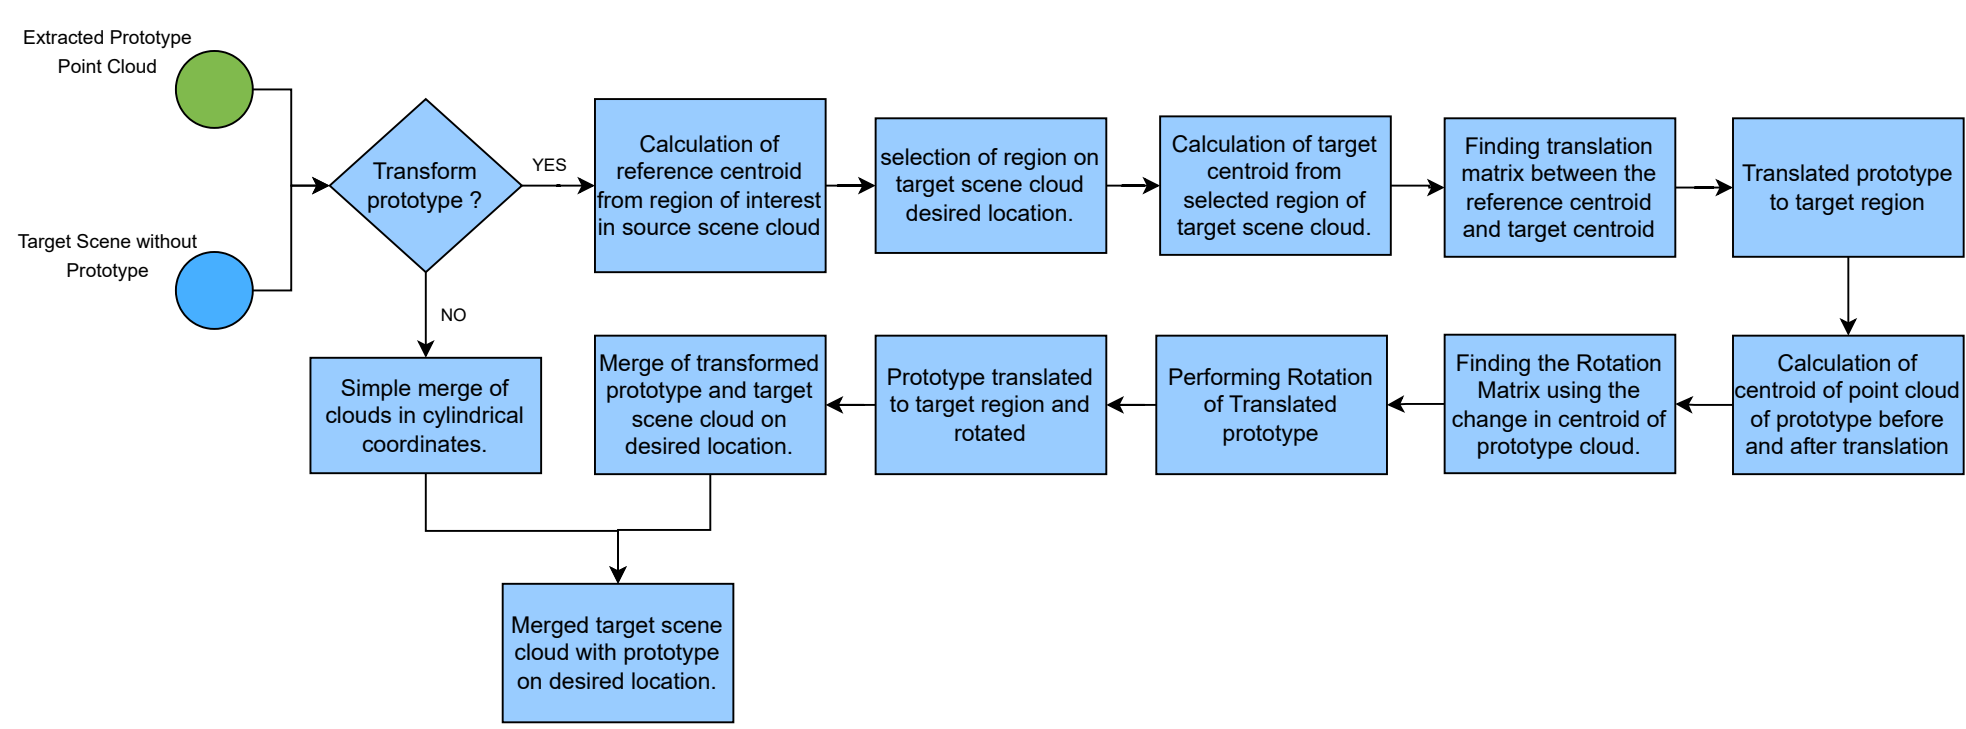 Extracted Prototype
Point Cloud
Target Scene without
Prototype
Transform
prototype ?
YES
NO
Calculation of
reference centroid
from region of interest
in source scene cloud
selection of region on
target scene cloud
desired location.
Calculation of target
centroid from
selected region of
target scene cloud.
Finding translation
matrix between the
reference centroid
and target centroid
Translated prototype
to target region
Calculation of
centroid of point cloud
of prototype before
and after translation
Finding the Rotation
Matrix using the
change in centroid of
prototype cloud.
Performing Rotation
of Translated
prototype
Prototype translated
to target region and
rotated
Merge of transformed
prototype and target
scene cloud on
desired location.
Simple merge of
clouds in cylindrical
coordinates.
Merged target scene
cloud with prototype
on desired location.